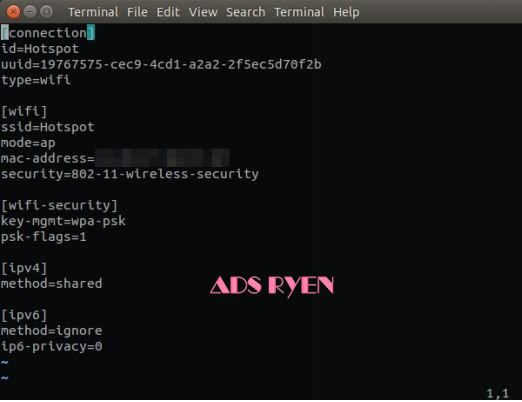 Terminal File Edit View Search Terminal Help
[connection]
id=Hotspot
uuid=19767575-cec9-4cd1-a2a2-2f5ec5d70f2b
type=wifi
[wifi]
ssid=Hotspot
mode=ap
mac-address=
security=802-11-wireless-security
[wifi-security]
key-mgmt=wpa-psk
psk-flags=1
[ipv4]
method=shared
ADS RYEN
[ipv6]
method=ignore
ip6-privacy=0
~
~
1,1